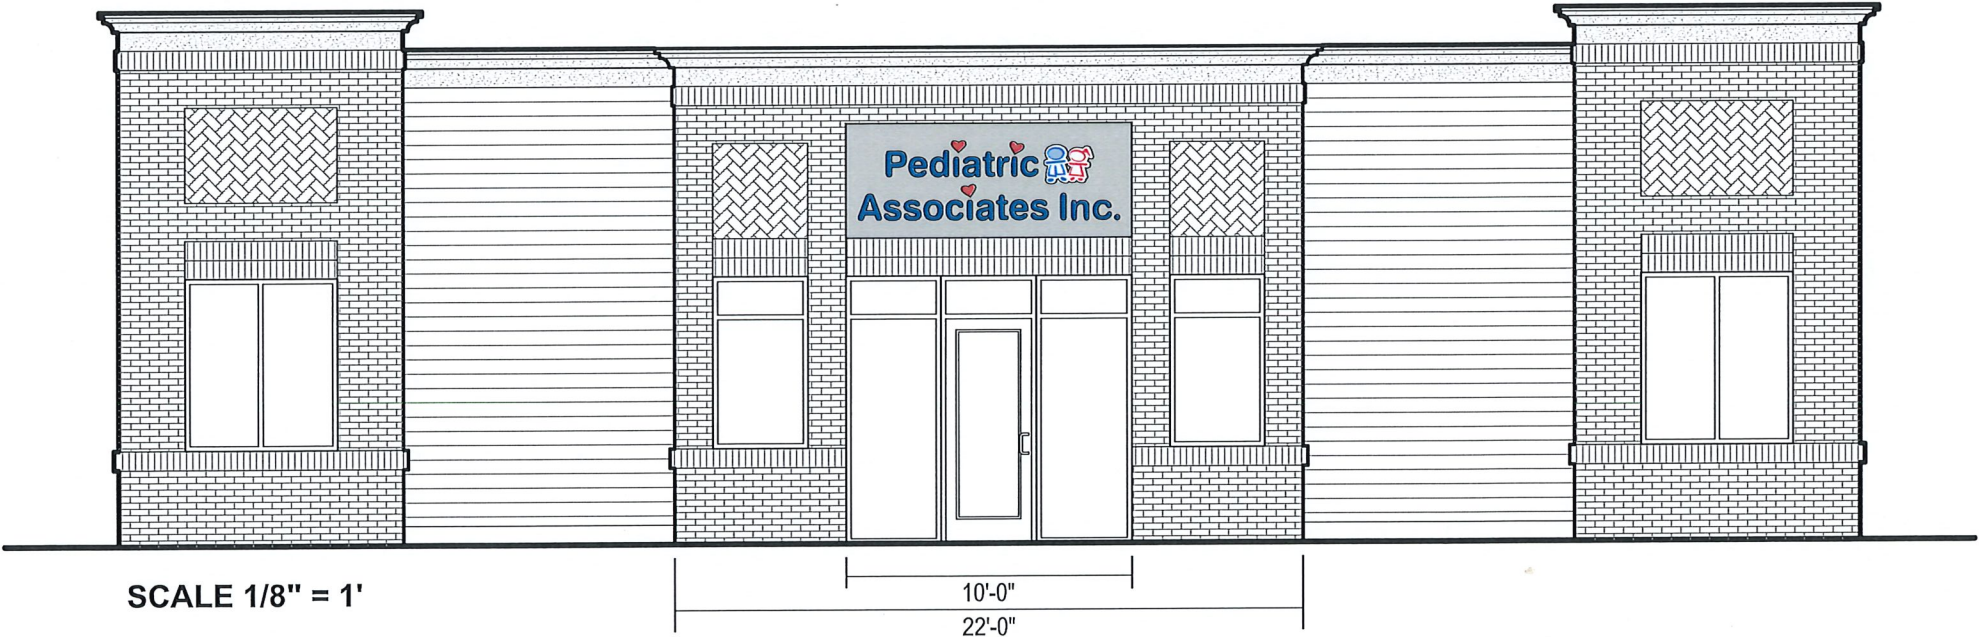 Pediatric
Associates Inc.
SCALE 1/8" = 1'
10'-0"
22'-0"